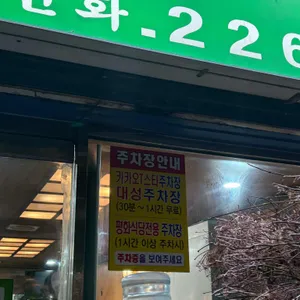 전화.226
주차장안내
카카오T스타주차장
대성주차장
(30분~1시간 무료)
평화식당전용 주차장
(1시간 이상 주차시)
주차증을 보여주세요